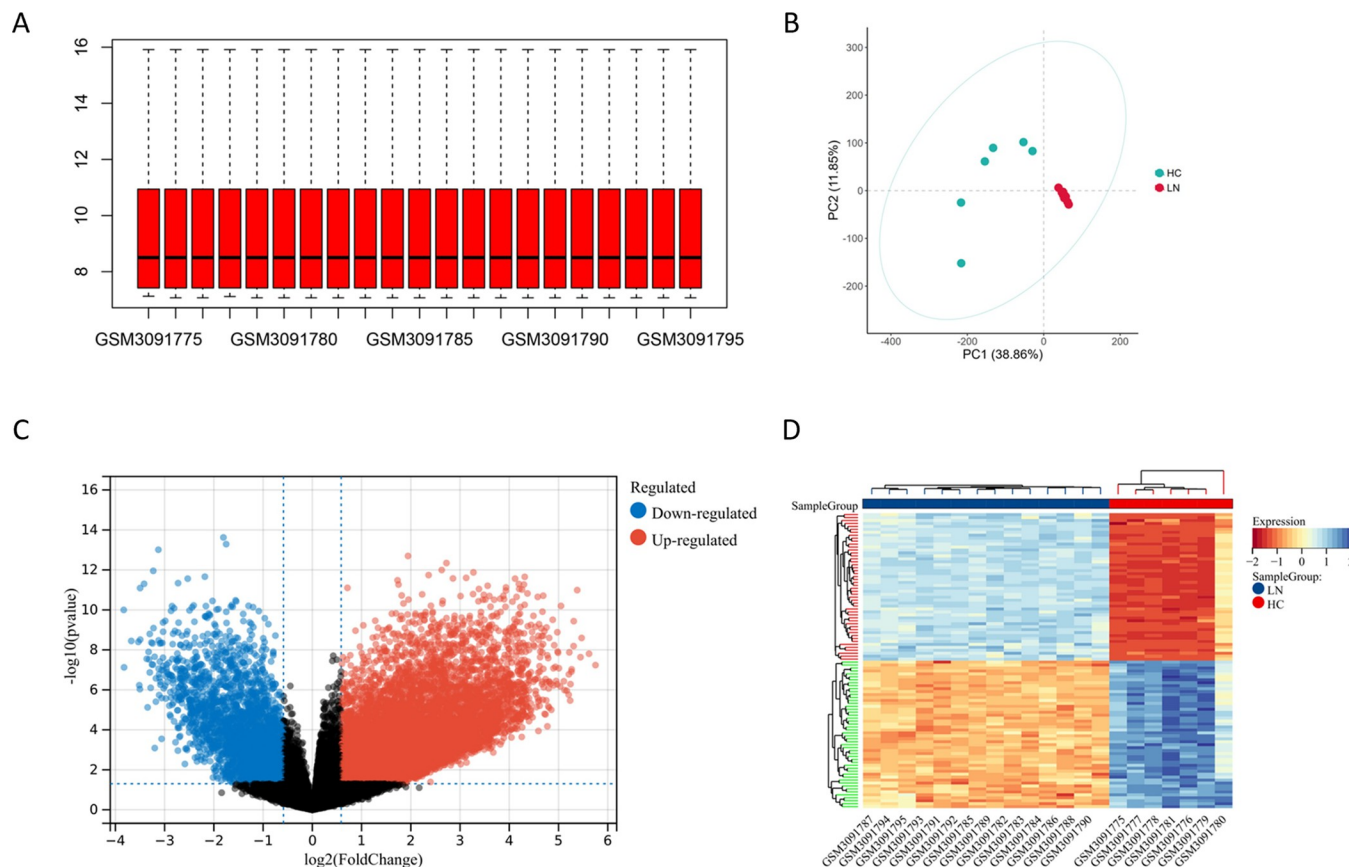 A
16
14
12
10
8
GSM3091775 GSM3091780 GSM3091785 GSM3091790 GSM3091795
B
300
200
100
0
-100
-200
-400 -200 0 200
PC2 (11.85%)
PC1 (38.86%)
HC
LN
C
16
14
12
10
8
6
4
2
0
−4 −3 −2 −1 0 1 2 3 4 5 6
-log10(pvalue)
log2(FoldChange)
Regulated
Down-regulated
Up-regulated
D
SampleGroup
Expression
−2 −1 0 1 2
SampleGroup:
LN
HC
GSM3091787
GSM3091794
GSM3091795
GSM3091793
GSM3091791
GSM3091792
GSM3091785
GSM3091789
GSM3091782
GSM3091783
GSM3091784
GSM3091786
GSM3091788
GSM3091790
GSM3091775
GSM3091777
GSM3091778
GSM3091781
GSM3091776
GSM3091779
GSM3091780